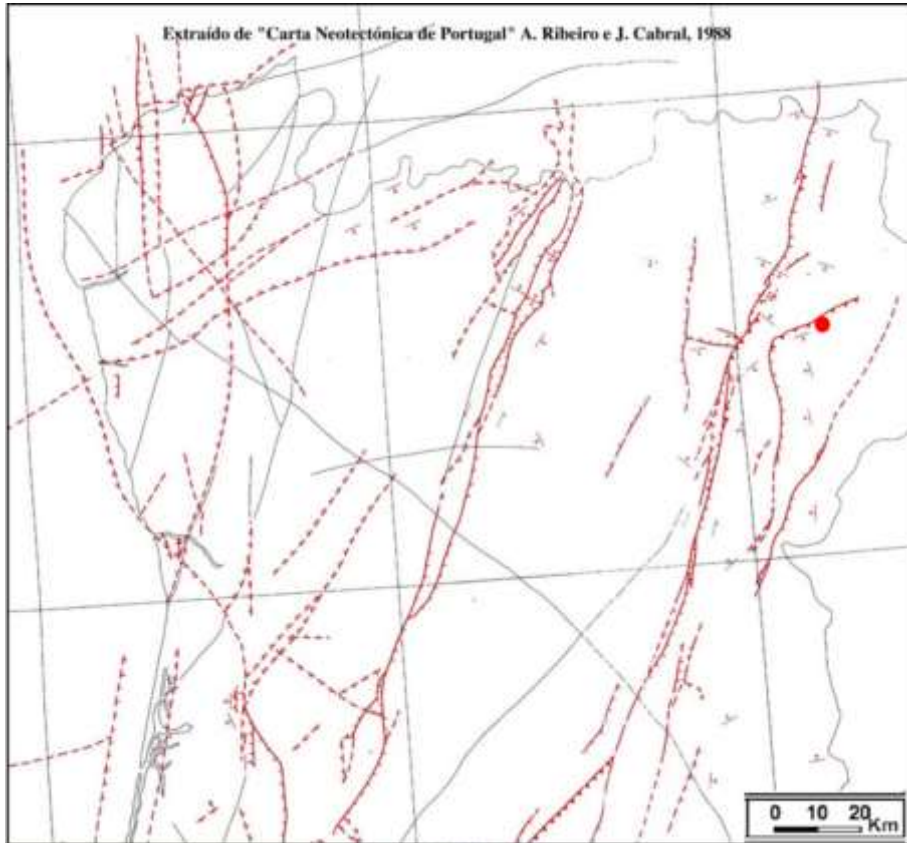 Extraído de "Carta Neotectónica de Portugal" A. Ribeiro e J. Cabral, 1988
0 10 20
Km